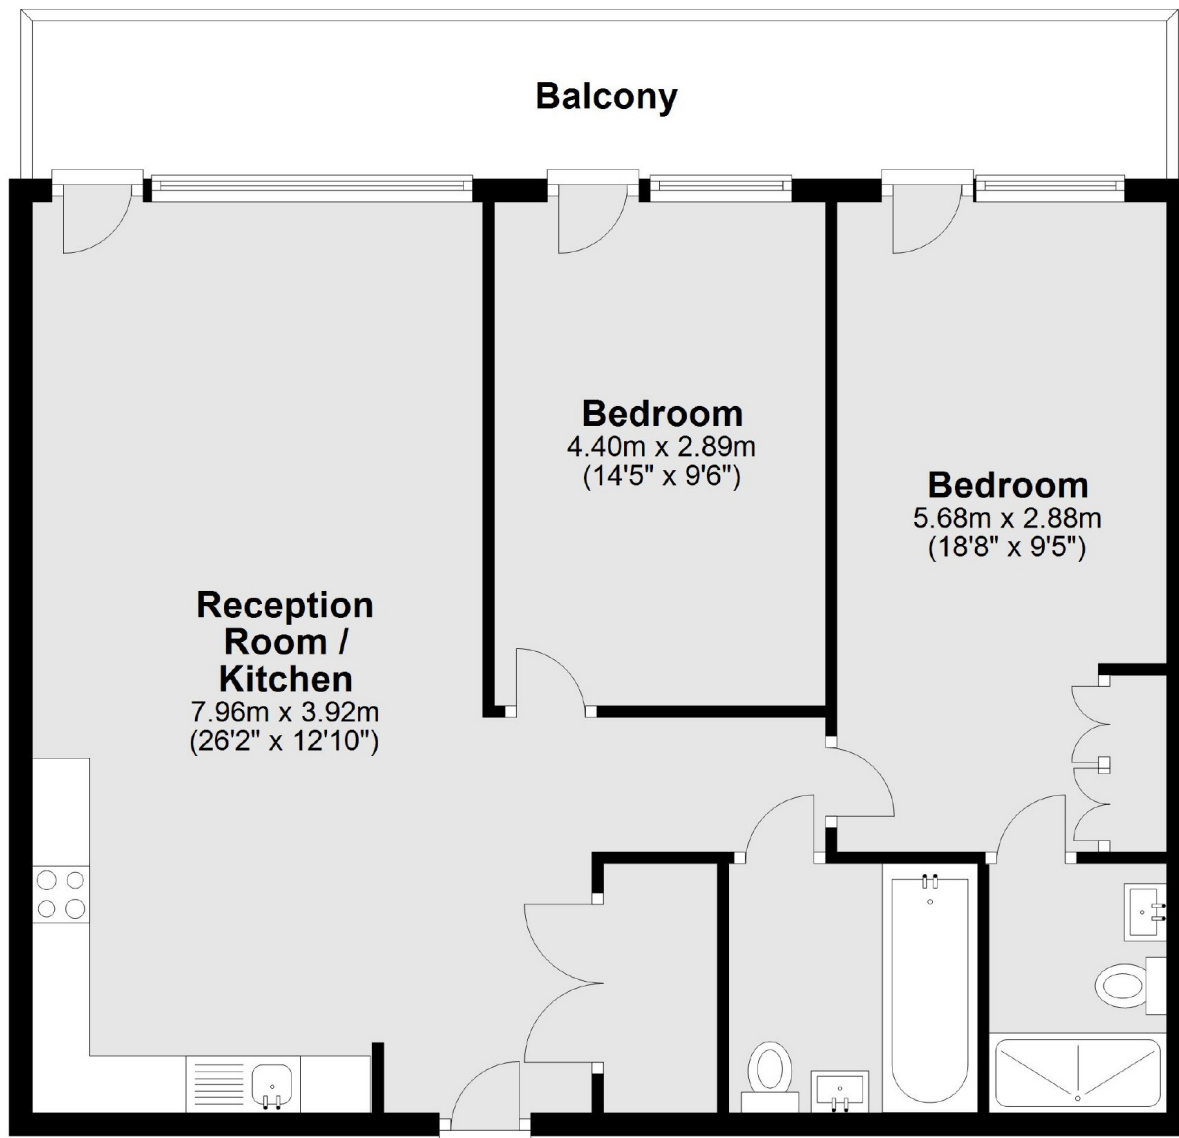 Balcony
Bedroom
4.40m x 2.89m
(14'5" x 9'6")
Bedroom
5.68m x 2.88m
(18'8" x 9'5")
Reception
Room /
Kitchen
7.96m x 3.92m
(26'2" x 12'10")